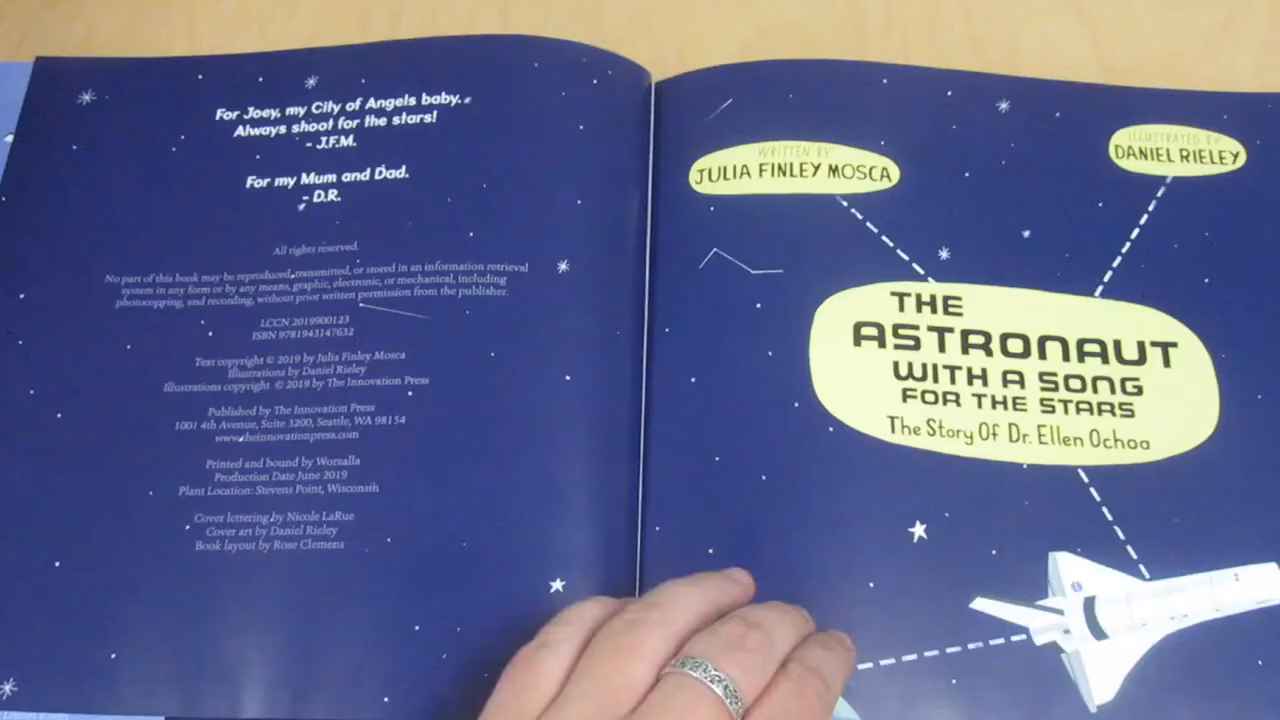 For Joey, my City of Angels baby.
Always shoot for the stars!
- J.F.M.
For my Mum and Dad.
- D.R.
All rights reserved.
No part of this book may be reproduced, transmitted, or stored in an information retrieval
system in any form or by any means, graphic, electronic, or mechanical, including
photocopying, and recording, without prior written permission from the publisher.
LCCN 2019900123
ISBN 9781943147632
Text copyright © 2019 by Julia Finley Mosca
Illustrations by Daniel Rieley
Illustrations copyright © 2019 by The Innovation Press
Published by The Innovation Press
1001 4th Avenue, Suite 3200, Seattle, WA 98154
www.theinnovationpress.com
Printed and bound by Worzalla
Production Date June 2019
Plant Location: Stevens Point, Wisconsin
Cover lettering by Nicole LaRue
Cover art by Daniel Rieley
Book layout by Rose Clemens
WRITTEN BY
JULIA FINLEY MOSCA
ILLUSTRATED BY
DANIEL RIELEY
THE
ASTRONAUT
WITH A SONG
FOR THE STARS
The Story Of Dr. Ellen Ochoa